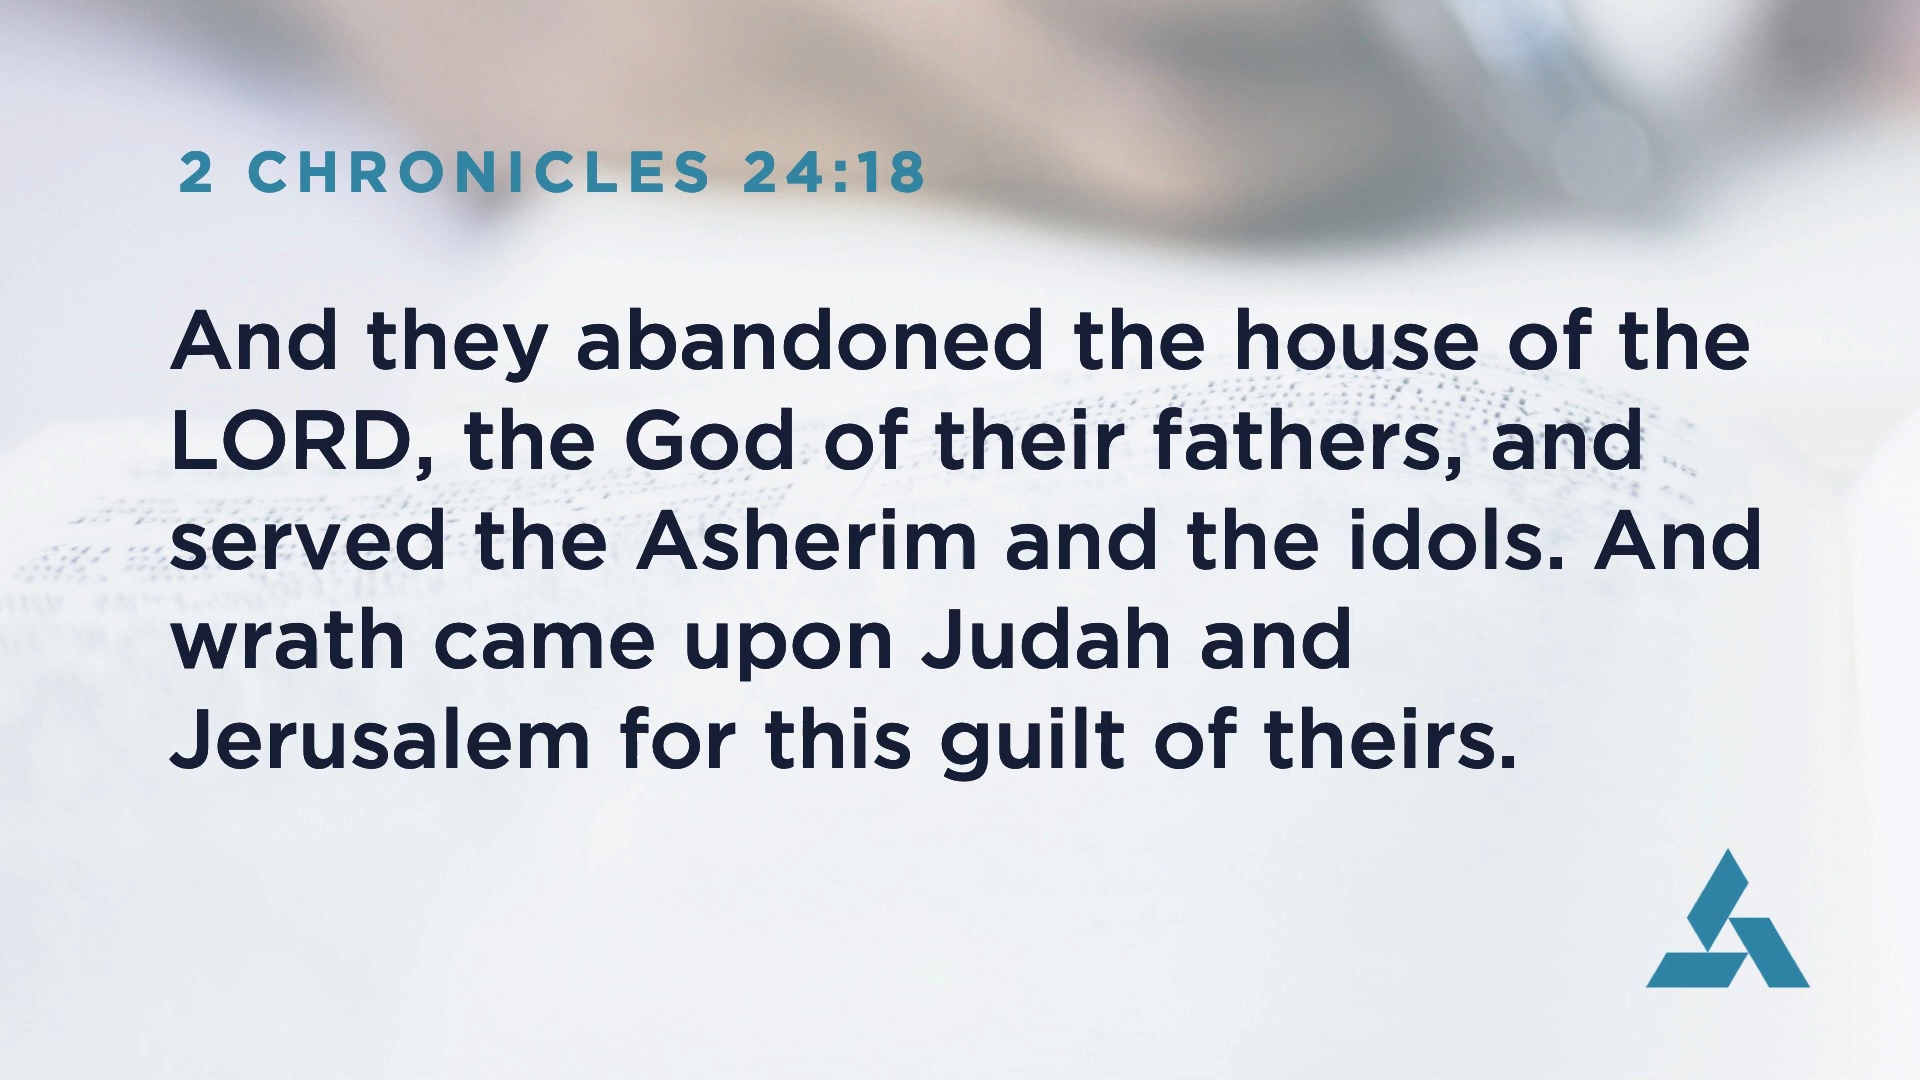 2 CHRONICLES 24:18
And they abandoned the house of the
LORD, the God of their fathers, and
served the Asherim and the idols. And
wrath came upon Judah and
Jerusalem for this guilt of theirs.